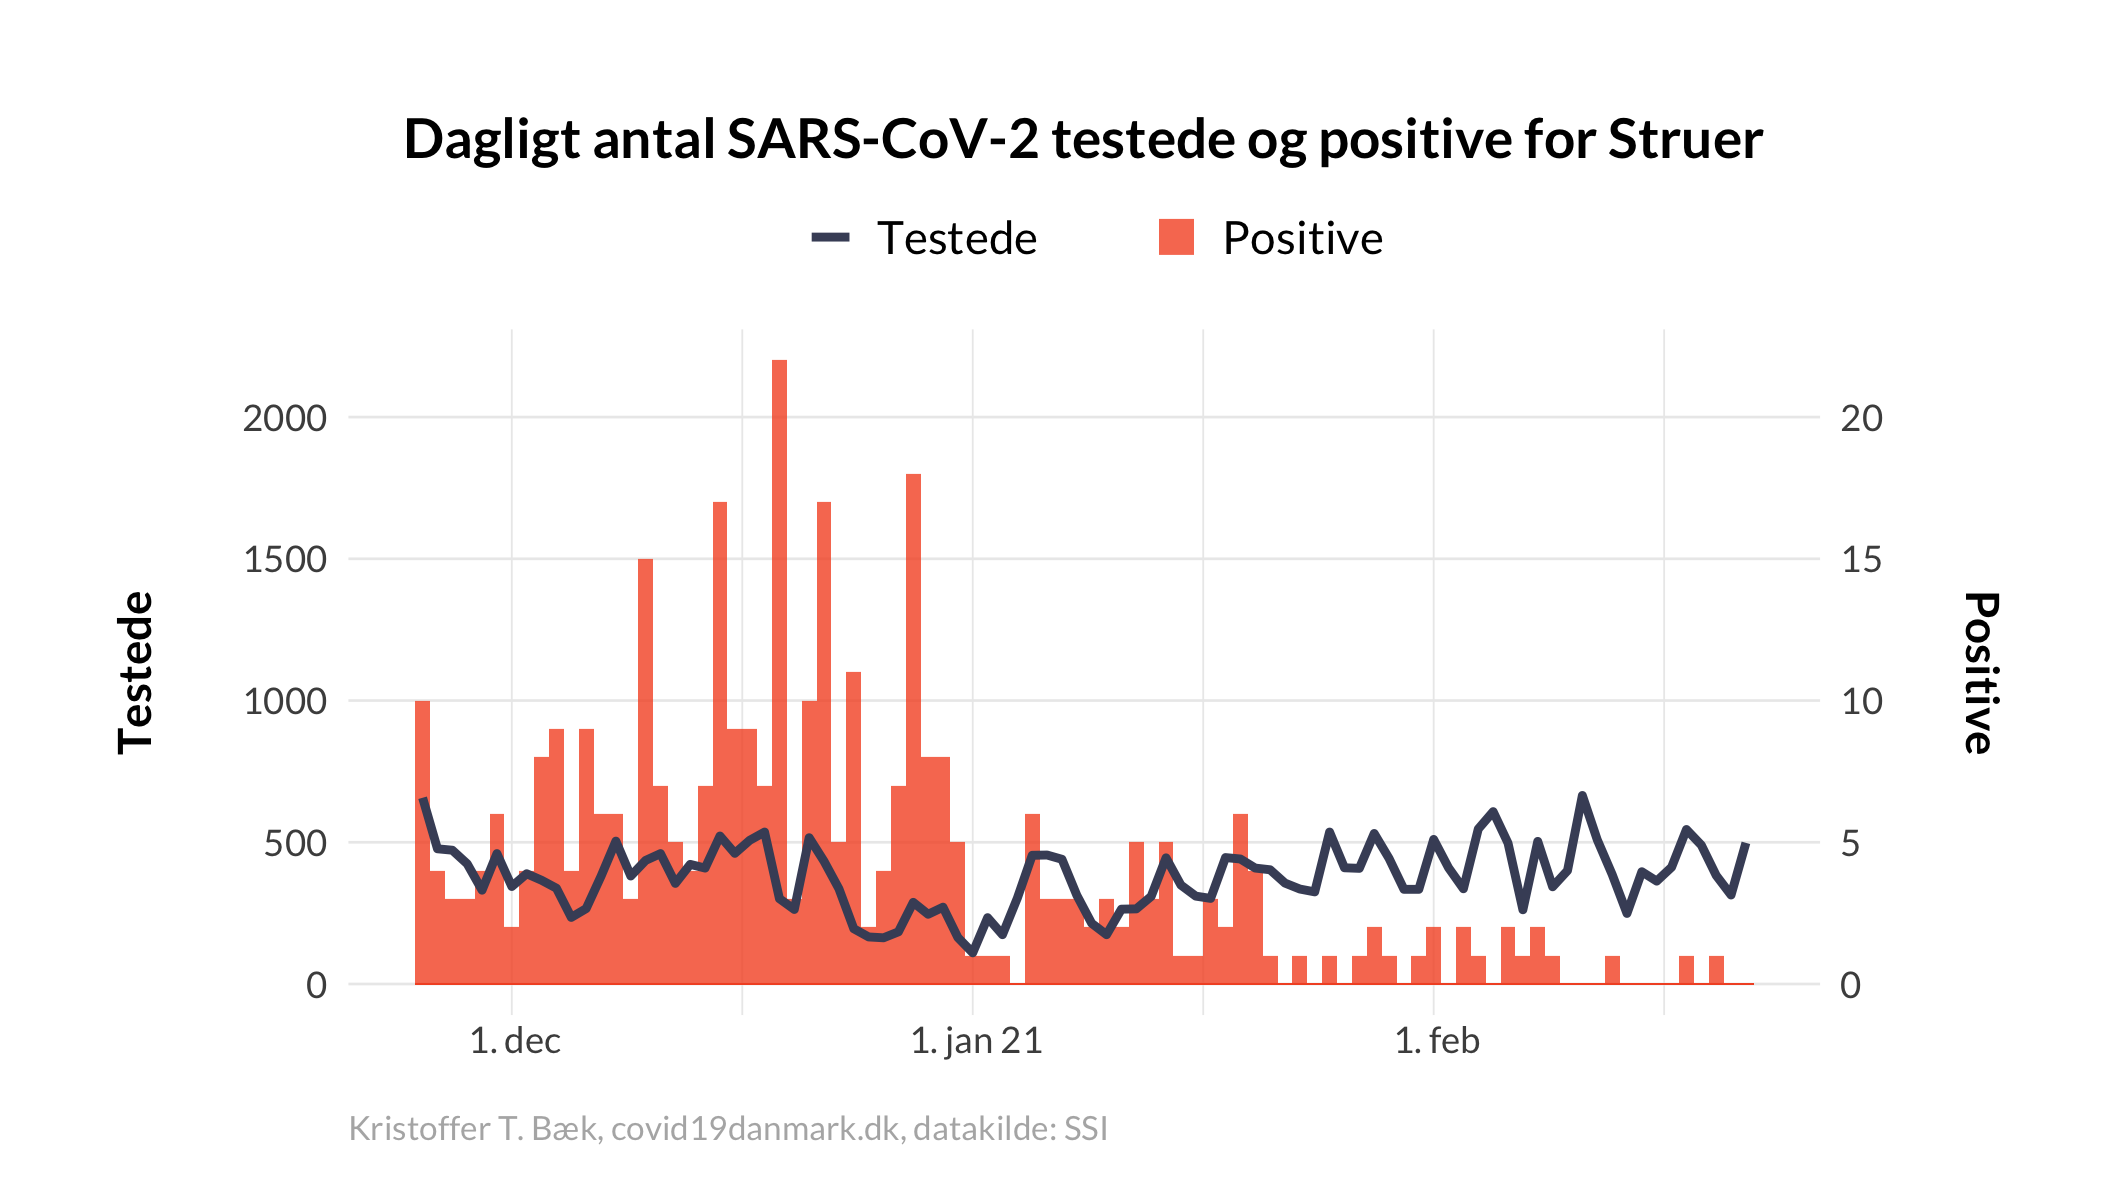 Dagligt antal SARS-CoV-2 testede og positive for Struer
Testede Positive
2000 20
1500 15
1000 10
500 5
0 0
Testede
Positive
1. dec 1. jan 21 1. feb
Kristoffer T. Bæk, covid19danmark.dk, datakilde: SSI